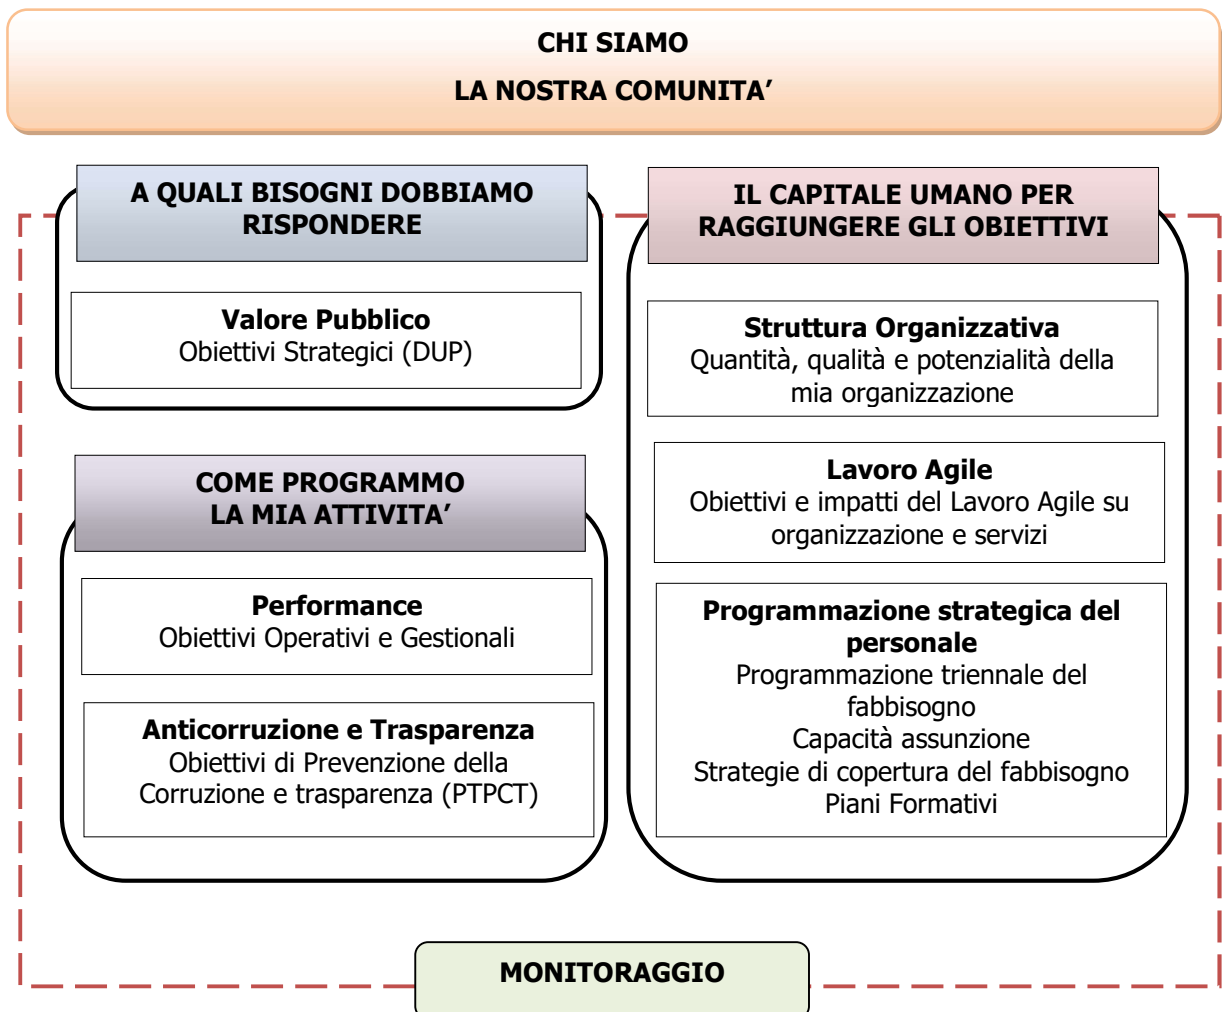 CHI SIAMO
LA NOSTRA COMUNITA’
A QUALI BISOGNI DOBBIAMO
RISPONDERE
Valore Pubblico
Obiettivi Strategici (DUP)
COME PROGRAMMO
LA MIA ATTIVITA’
Performance
Obiettivi Operativi e Gestionali
Anticorruzione e Trasparenza
Obiettivi di Prevenzione della
Corruzione e trasparenza (PTPCT)
IL CAPITALE UMANO PER
RAGGIUNGERE GLI OBIETTIVI
Struttura Organizzativa
Quantità, qualità e potenzialità della
mia organizzazione
Lavoro Agile
Obiettivi e impatti del Lavoro Agile su
organizzazione e servizi
Programmazione strategica del
personale
Programmazione triennale del
fabbisogno
Capacità assunzione
Strategie di copertura del fabbisogno
Piani Formativi
MONITORAGGIO